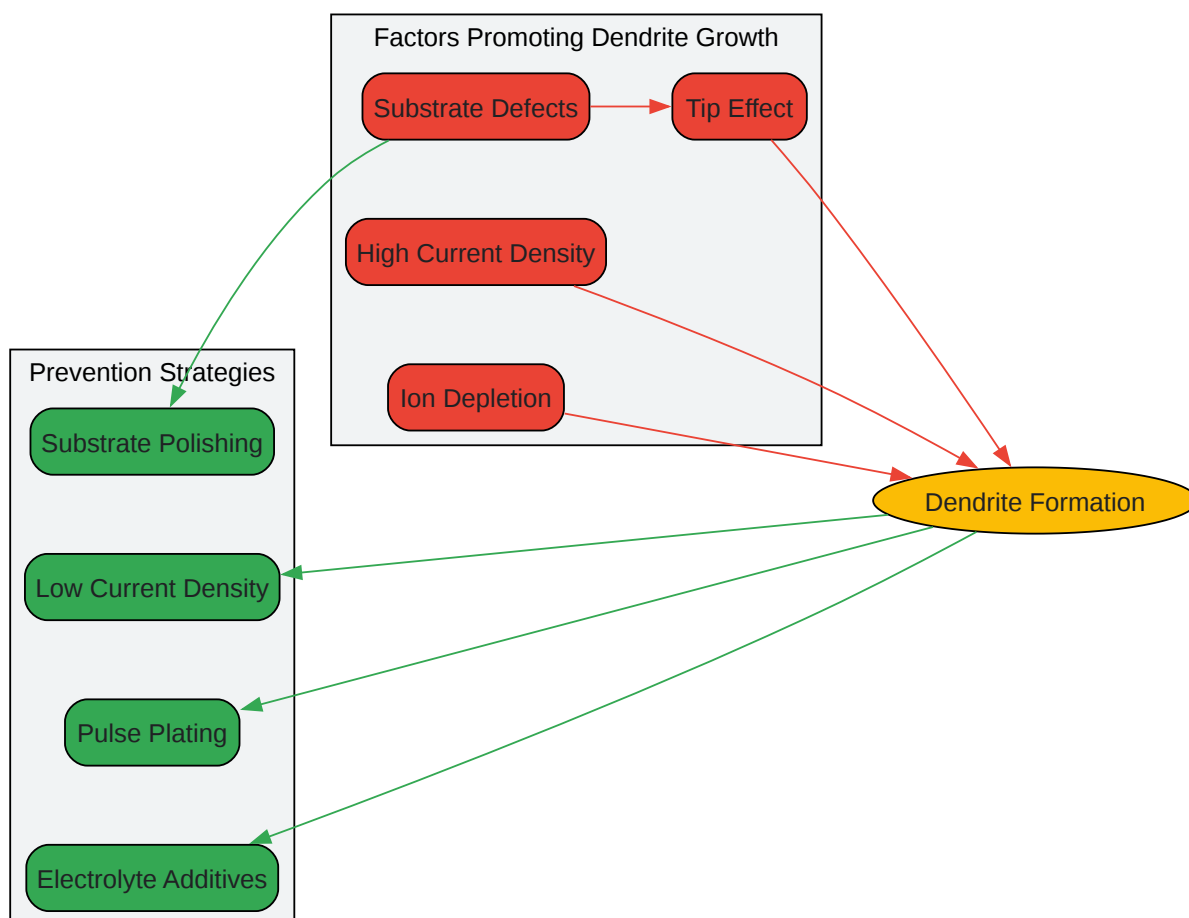 Factors Promoting Dendrite Growth
Substrate Defects
Tip Effect
High Current Density
Ion Depletion
Prevention Strategies
Substrate Polishing
Low Current Density
Pulse Plating
Electrolyte Additives
Dendrite Formation